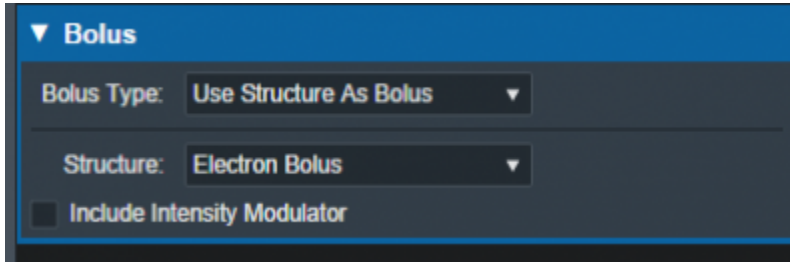 Bolus
Bolus Type: Use Structure As Bolus
Structure: Electron Bolus
Include Intensity Modulator